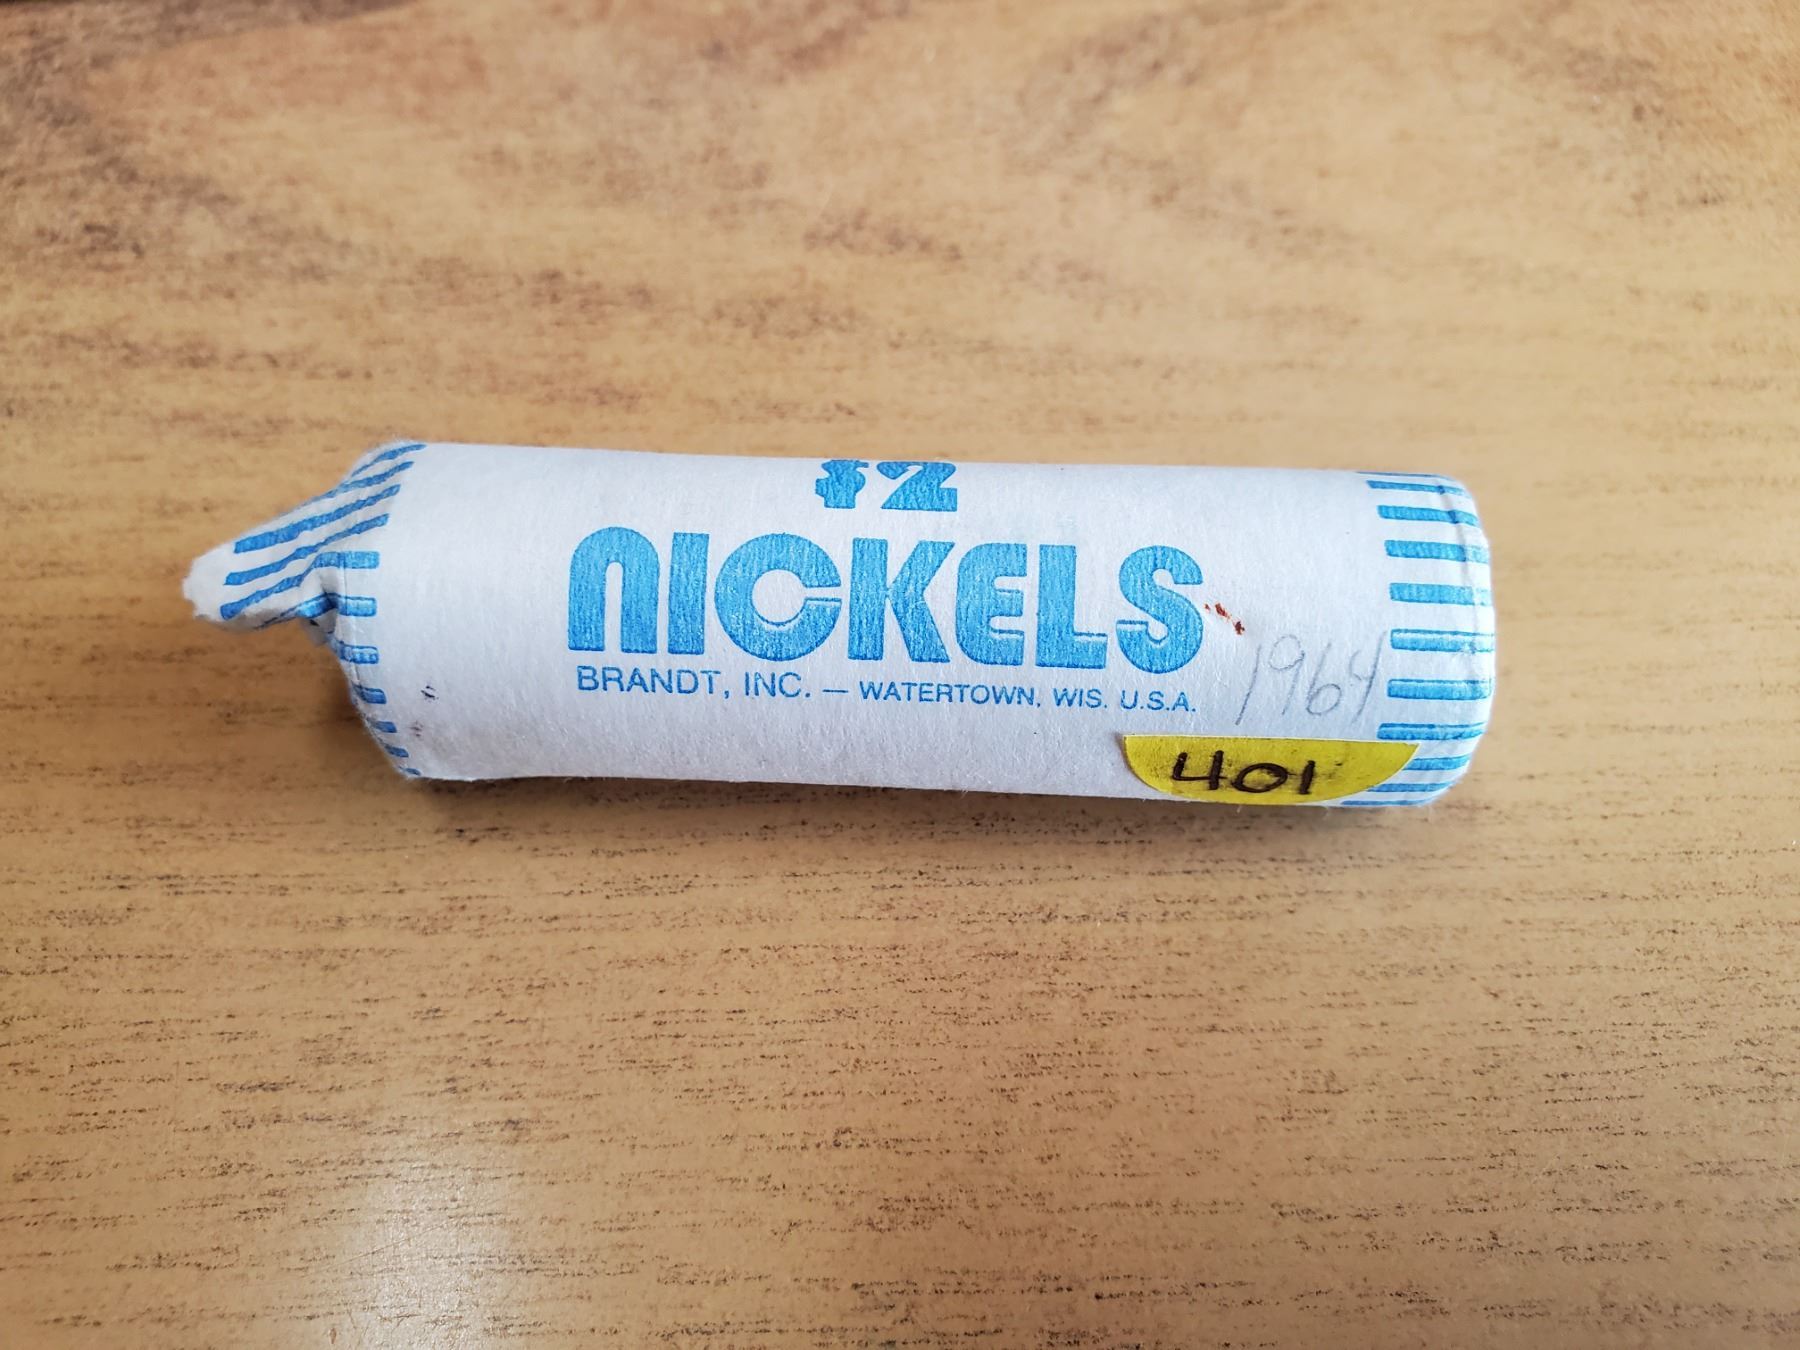 $2
NICKELS
BRANDT, INC. — WATERTOWN, WIS. U.S.A.
1964
401